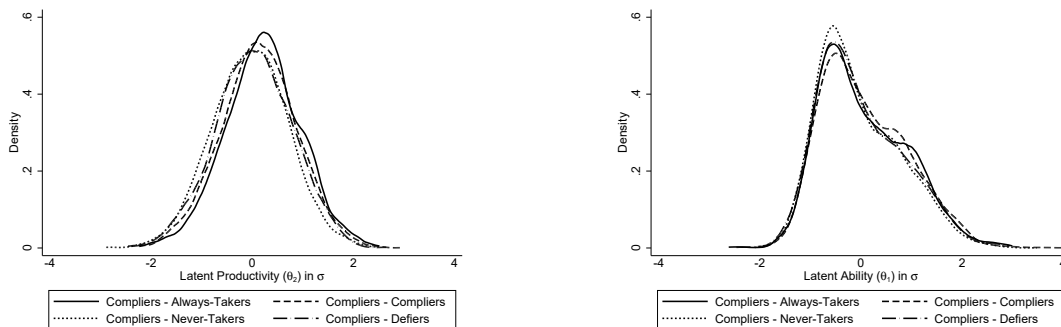 .6
.4
.2
0
Density
-4 -2 0 2 4
Latent Productivity (θ₂) in σ
Compliers - Always-Takers
Compliers - Compliers
Compliers - Never-Takers
Compliers - Defiers
.6
.4
.2
0
Density
-4 -2 0 2 4
Latent Ability (θ₁) in σ
Compliers - Always-Takers
Compliers - Compliers
Compliers - Never-Takers
Compliers - Defiers